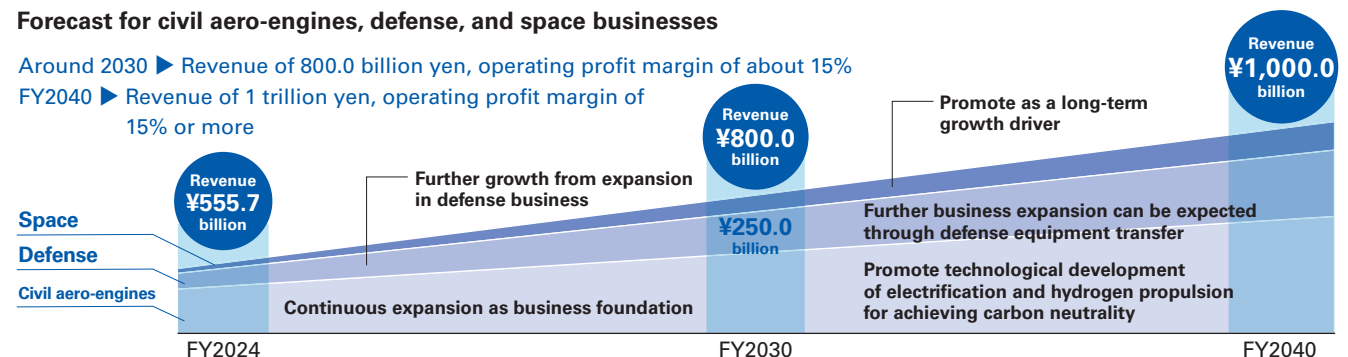 Forecast for civil aero-engines, defense, and space businesses
Around 2030 ▶ Revenue of 800.0 billion yen, operating profit margin of about 15%
FY2040 ▶ Revenue of 1 trillion yen, operating profit margin of
15% or more
Revenue
¥555.7
billion
Revenue
¥800.0
billion
Revenue
¥1,000.0
billion
Space
Defense
Civil aero-engines
Further growth from expansion
in defense business
Promote as a long-term
growth driver
¥250.0
billion
Further business expansion can be expected
through defense equipment transfer
Continuous expansion as business foundation
Promote technological development
of electrification and hydrogen propulsion
for achieving carbon neutrality
FY2024
FY2030
FY2040